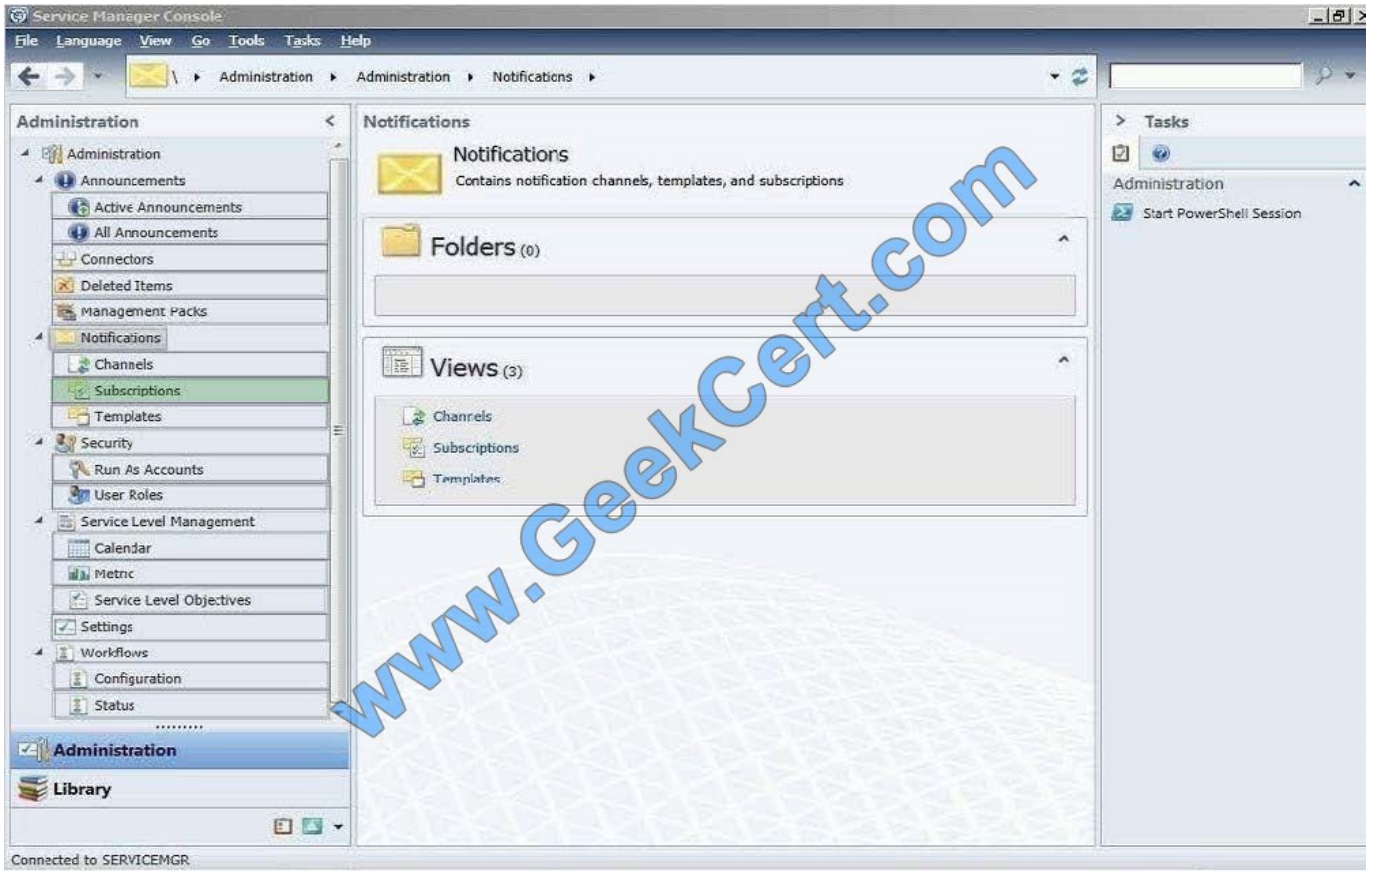 Service Manager Console
File Language View Go Tools Tasks Help
\ Administration Administration Notifications
Administration <
Administration
Announcements
Active Announcements
All Announcements
Connectors
Deleted Items
Management Packs
Notifications
Channels
Subscriptions
Templates
Security
Run As Accounts
User Roles
Service Level Management
Calendar
Metric
Service Level Objectives
Settings
Workflows
Configuration
Status
Administration
Library
Notifications
Notifications
Contains notification channels, templates, and subscriptions
Folders (0)
Views (3)
Channels
Subscriptions
Templates
> Tasks
Administration
Start PowerShell Session
www.GeekCert.com
Connected to SERVICEMGR